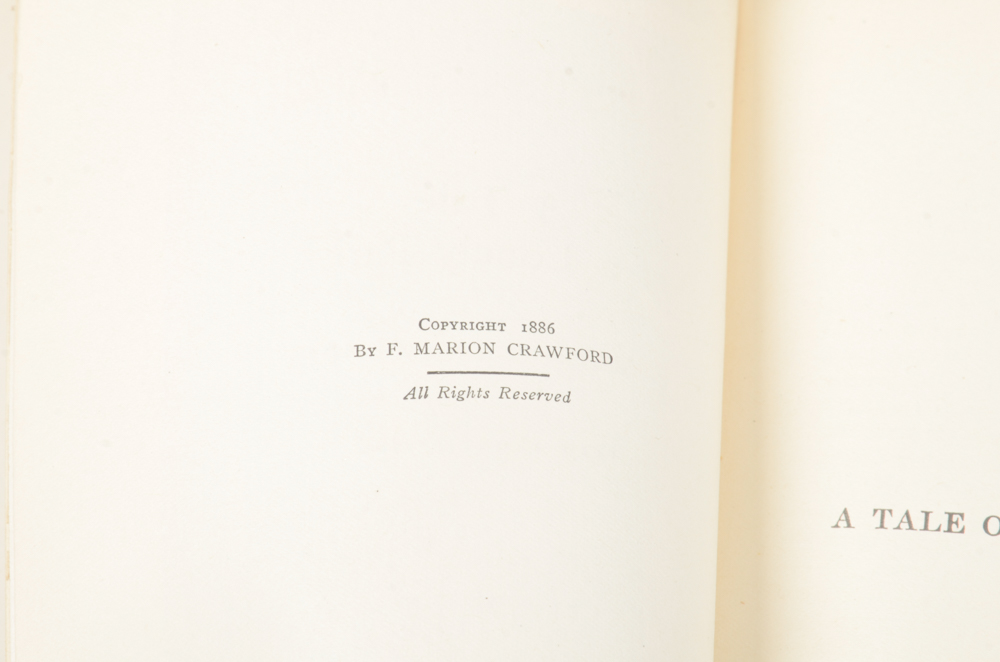 Copyright 1886
By F. MARION CRAWFORD
All Rights Reserved
A TALE O